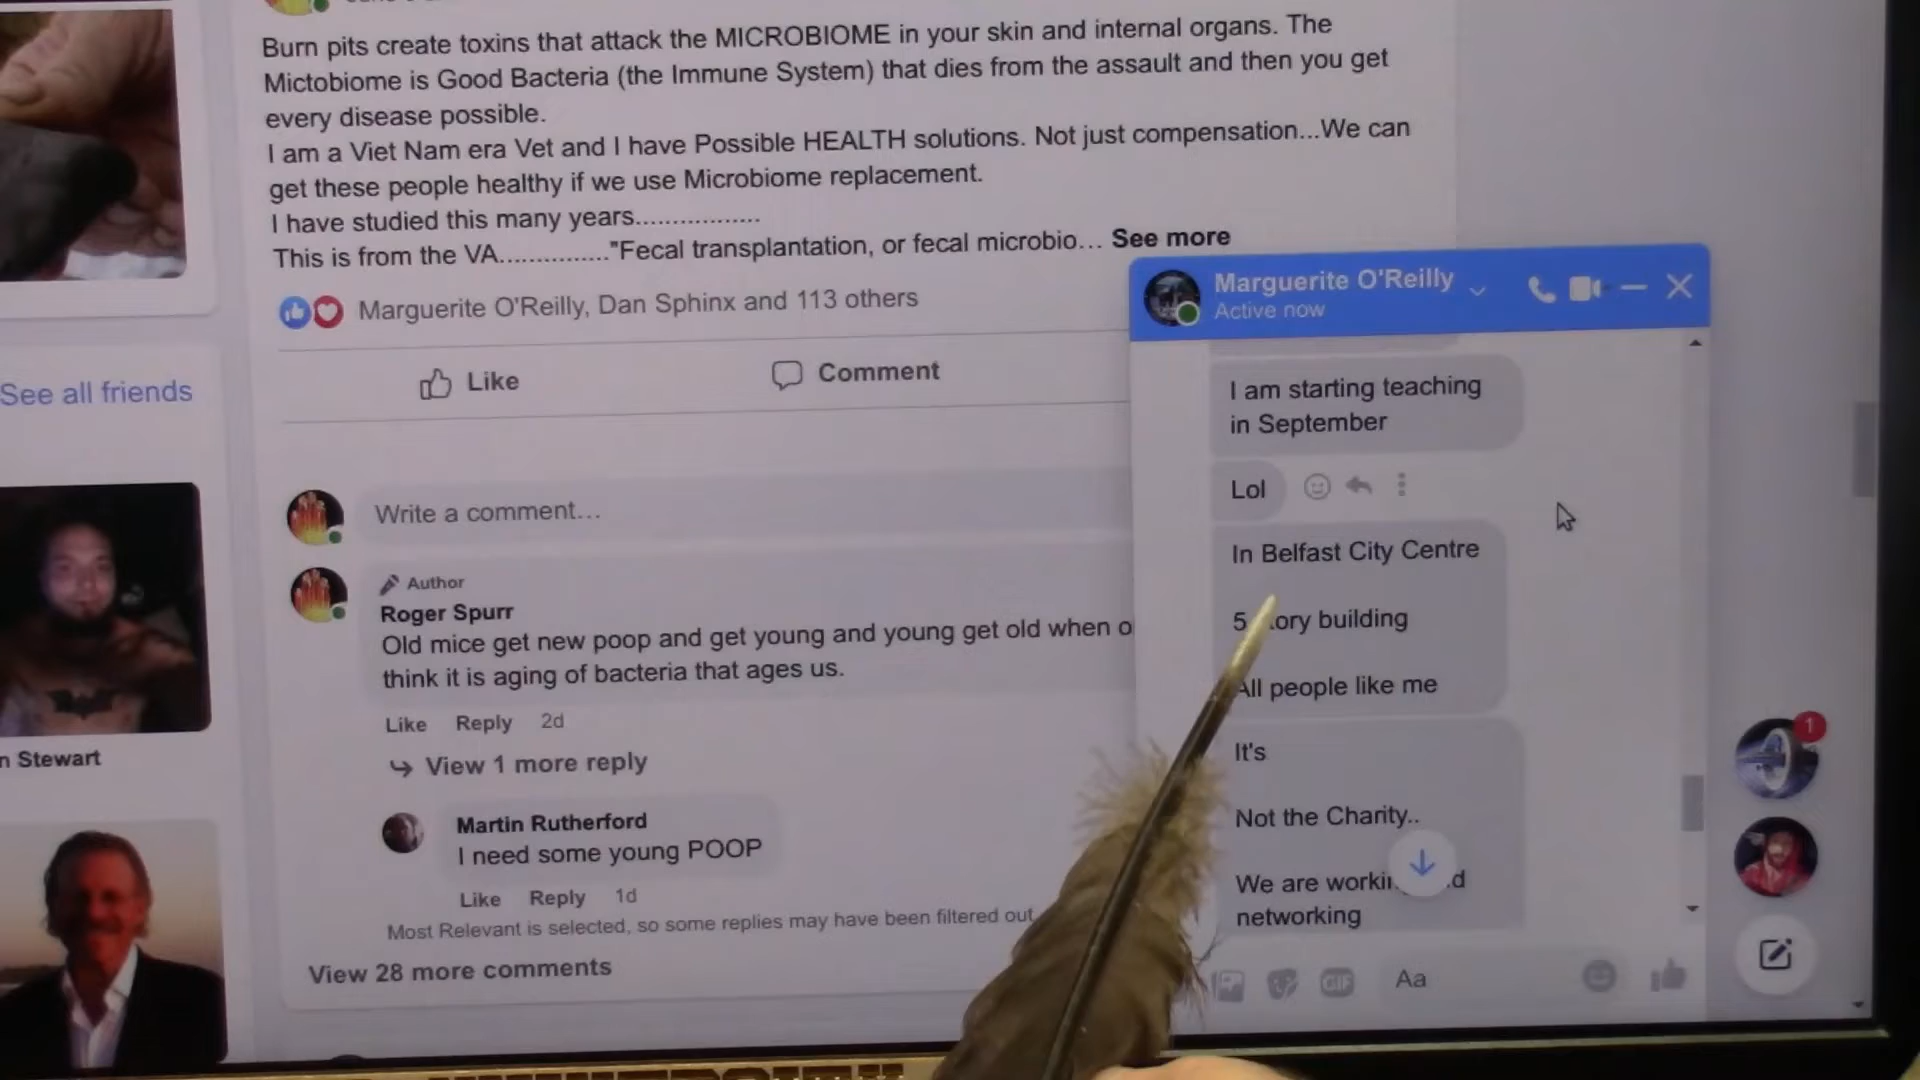 Burn pits create toxins that attack the MICROBIOME in your skin and internal organs. The
Mictobiome is Good Bacteria (the Immune System) that dies from the assault and then you get
every disease possible.
I am a Viet Nam era Vet and I have Possible HEALTH solutions. Not just compensation...We can
get these people healthy if we use Microbiome replacement.
I have studied this many years.................
This is from the VA..............."Fecal transplantation, or fecal microbio... See more
Marguerite O'Reilly, Dan Sphinx and 113 others
Like
Comment
Write a comment...
Author
Roger Spurr
Old mice get new poop and get young and young get old when o
think it is aging of bacteria that ages us.
Like Reply 2d
View 1 more reply
Martin Rutherford
I need some young POOP
Like Reply 1d
Most Relevant is selected, so some replies may have been filtered out
View 28 more comments
See all friends
n Stewart
Marguerite O'Reilly
Active now
I am starting teaching
in September
Lol
In Belfast City Centre
5 building
All people like me
It's
Not the Charity..
We are
networking
GIF
Aa
1